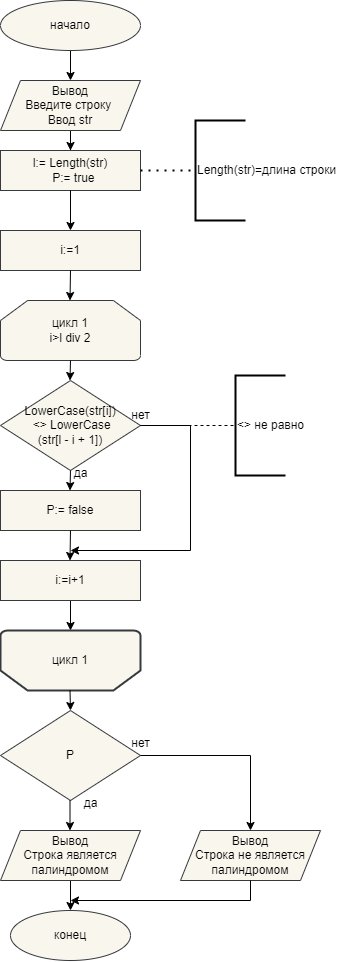 начало
Вывод
Введите строку
Ввод str
l:= Length(str)
P:= true
Length(str)=длина строки
i:=1
цикл 1
i>l div 2
LowerCase(str[i])
<> LowerCase
(str[l - i + 1])
нет
<> не равно
да
P:= false
i:=i+1
цикл 1
P
нет
да
Вывод
Строка является
палиндромом
Вывод
Строка не является
палиндромом
конец